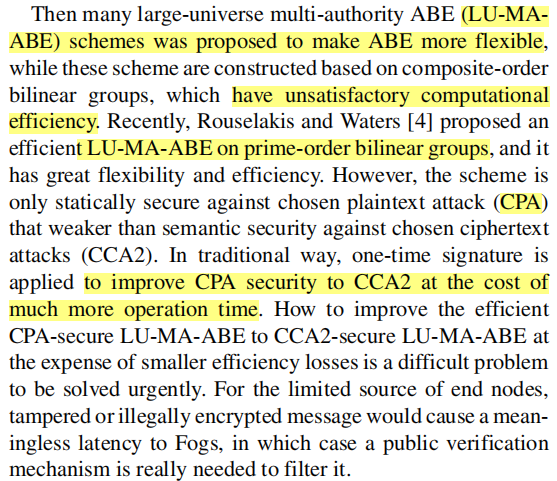 Then many large-universe multi-authority ABE (LU-MA-
ABE) schemes was proposed to make ABE more flexible,
while these scheme are constructed based on composite-order
bilinear groups, which have unsatisfactory computational
efficiency. Recently, Rouselakis and Waters [4] proposed an
efficient LU-MA-ABE on prime-order bilinear groups, and it
has great flexibility and efficiency. However, the scheme is
only statically secure against chosen plaintext attack (CPA)
that weaker than semantic security against chosen ciphertext
attacks (CCA2). In traditional way, one-time signature is
applied to improve CPA security to CCA2 at the cost of
much more operation time. How to improve the efficient
CPA-secure LU-MA-ABE to CCA2-secure LU-MA-ABE at
the expense of smaller efficiency losses is a difficult problem
to be solved urgently. For the limited source of end nodes,
tampered or illegally encrypted message would cause a mean-
ingless latency to Fogs, in which case a public verification
mechanism is really needed to filter it.